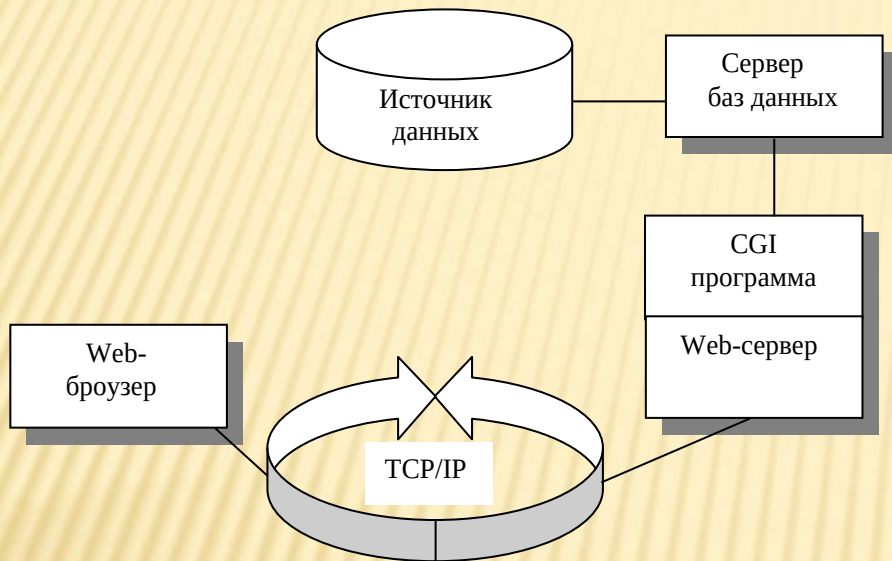 Источник
данных
Сервер
баз данных
CGI
программа
Web-сервер
Web-
броузер
TCP/IP